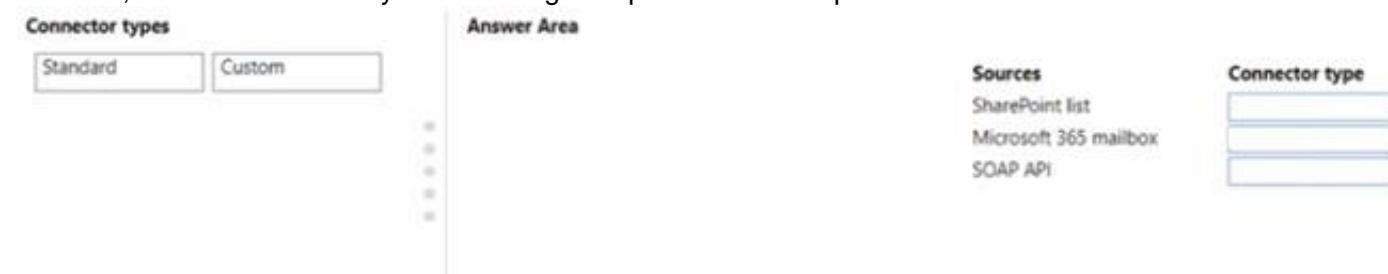 Connector types
Answer Area
Standard
Custom
Sources
Connector type
SharePoint list
Microsoft 365 mailbox
SOAP API